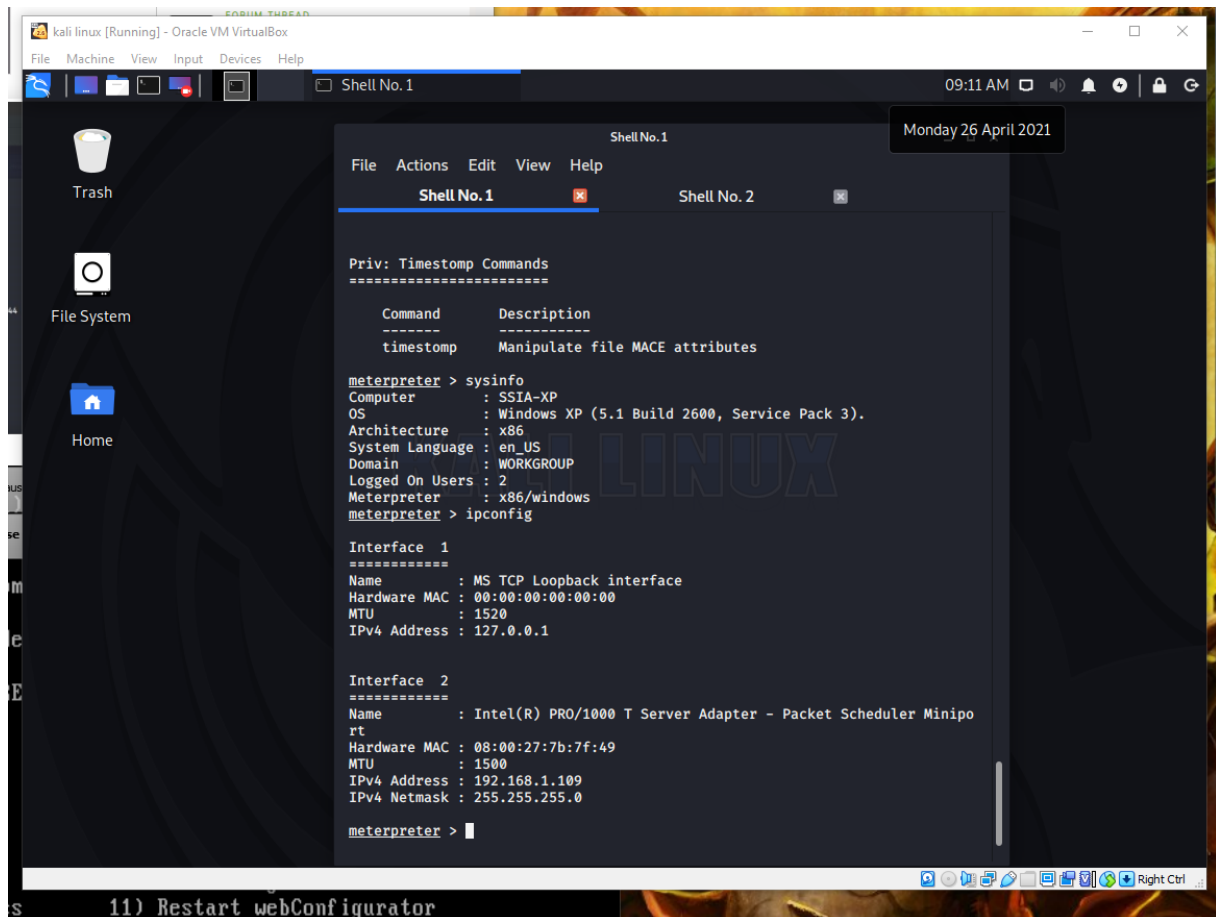 FORUM THREAD
kali linux [Running] - Oracle VM VirtualBox
File Machine View Input Devices Help
Shell No. 1
09:11 AM
Monday 26 April 2021
Trash
File System
Home
Shell No. 1
File Actions Edit View Help
Shell No. 1 Shell No. 2
Priv: Timestomp Commands
========================
Command Description
------- -----------
timestomp Manipulate file MACE attributes
meterpreter > sysinfo
Computer : SSIA-XP
OS : Windows XP (5.1 Build 2600, Service Pack 3).
Architecture : x86
System Language : en_US
Domain : WORKGROUP
Logged On Users : 2
Meterpreter : x86/windows
meterpreter > ipconfig
KALI LINUX
Interface 1
============
Name : MS TCP Loopback interface
Hardware MAC : 00:00:00:00:00:00
MTU : 1520
IPv4 Address : 127.0.0.1
Interface 2
============
Name : Intel(R) PRO/1000 T Server Adapter - Packet Scheduler Minipo
rt
Hardware MAC : 08:00:27:7b:7f:49
MTU : 1500
IPv4 Address : 192.168.1.109
IPv4 Netmask : 255.255.255.0
meterpreter >
Right Ctrl
11) Restart webConfigurator